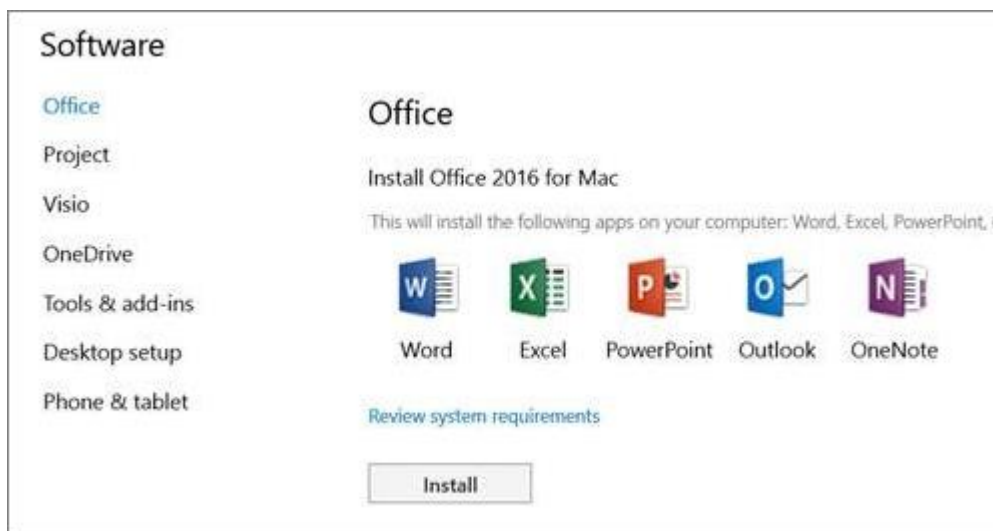 Software
Office
Project
Visio
OneDrive
Tools & add-ins
Desktop setup
Phone & tablet
Office
Install Office 2016 for Mac
This will install the following apps on your computer: Word, Excel, PowerPoint,
W X P O N
Word Excel PowerPoint Outlook OneNote
Review system requirements
Install